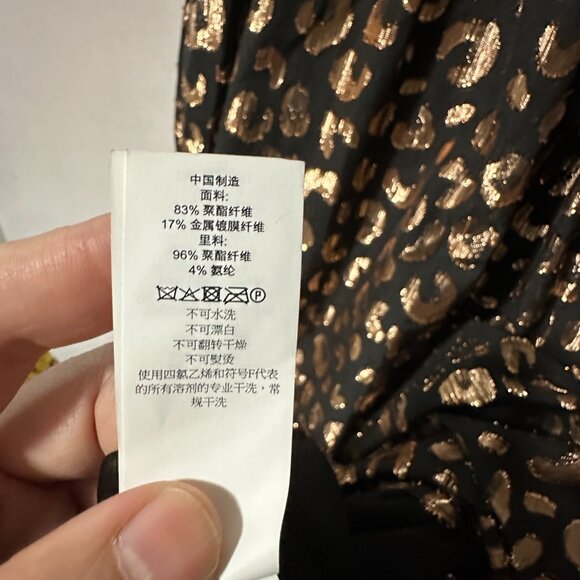 中国制造
面料:
83% 聚酯纤维
17% 金属镀膜纤维
里料:
96% 聚酯纤维
4% 氨纶
P
不可水洗
不可漂白
不可翻转干燥
不可熨烫
使用四氯乙烯和符号F代表
的所有溶剂的专业干洗，常
规干洗